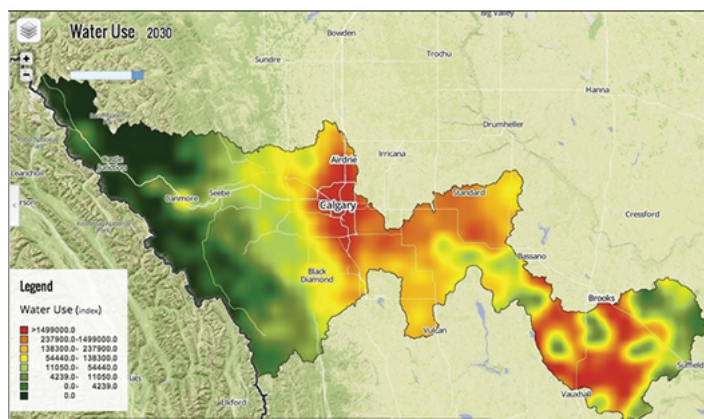 Water Use 2030
Bowden
Big Valley
Sundre
Trochu
Hanna
Drumheller
Airdrie
Irricana
Seebe
Canmore
Standard
Calgary
Cressford
Bassano
Black
Diamond
Brooks
Vulcan
Suffield
Vauxhall
Elkford
+
−
Legend
Water Use (index)
>1499000.0
237900.0-1499000.0
138300.0- 237900.0
54440.0- 138300.0
11050.0- 54440.0
4239.0- 11050.0
0.0- 4239.0
0.0